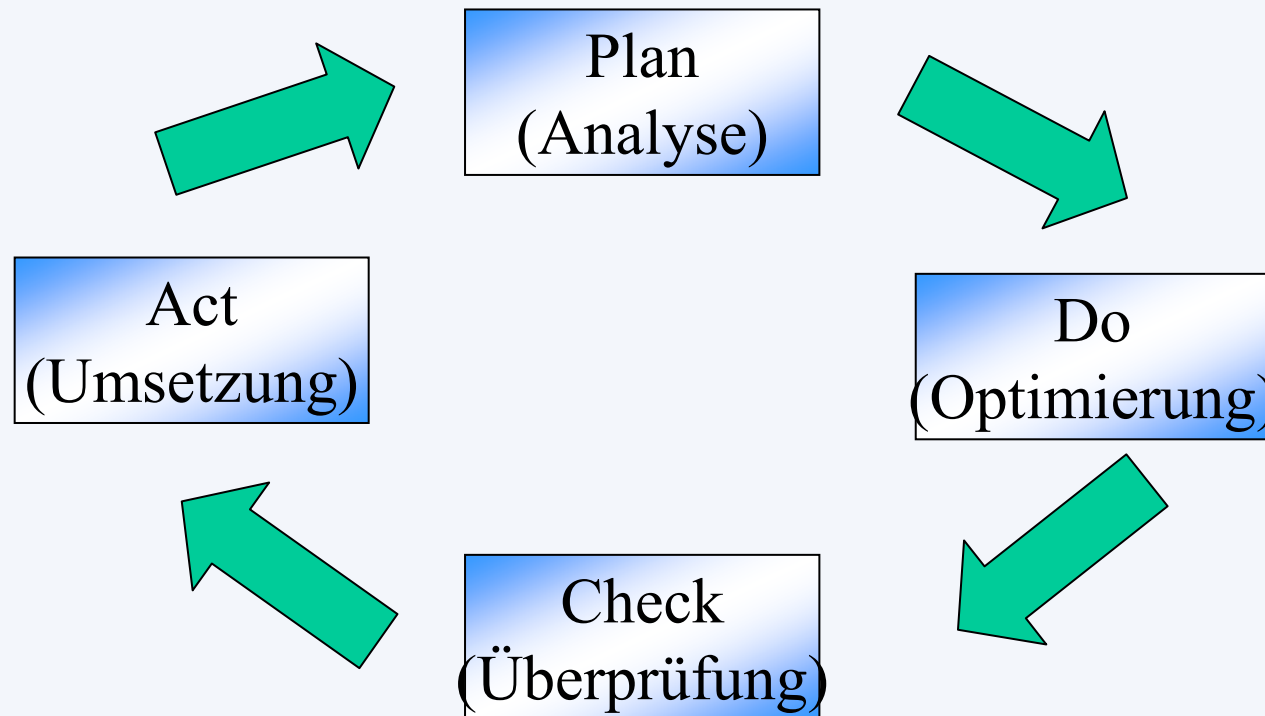 Plan
(Analyse)
Do
(Optimierung)
Check
(Überprüfung)
Act
(Umsetzung)